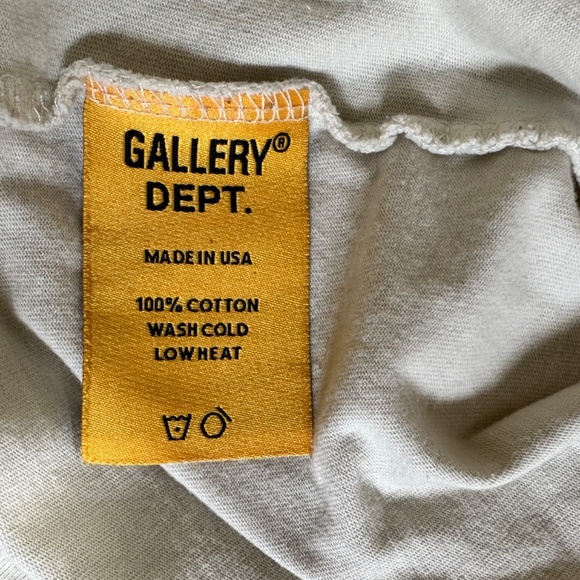 GALLERY®
DEPT.
MADE IN USA
100% COTTON
WASH COLD
LOW HEAT